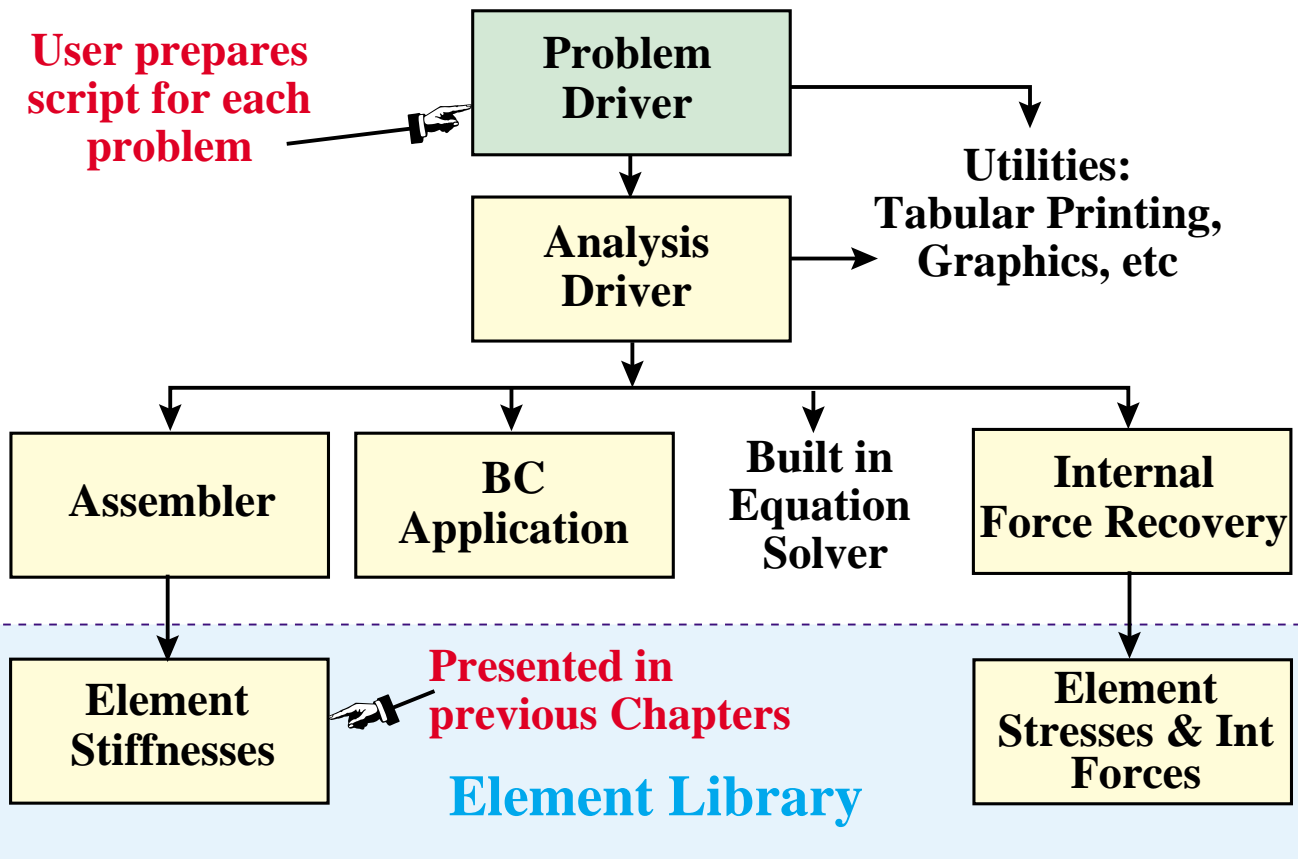 User prepares
script for each
problem
Problem
Driver
Utilities:
Tabular Printing,
Graphics, etc
Analysis
Driver
Assembler
BC
Application
Built in
Equation
Solver
Internal
Force Recovery
Element
Stiffnesses
Presented in
previous Chapters
Element
Stresses & Int
Forces
Element Library